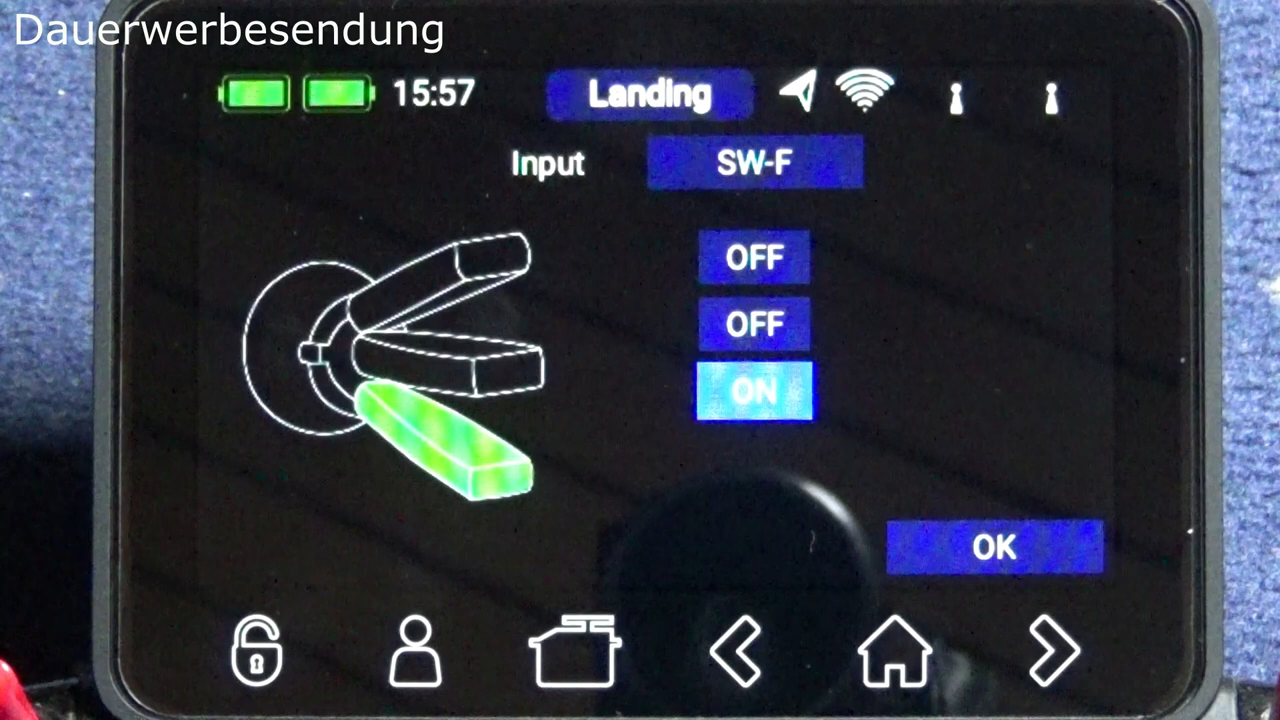 Dauerwerbesendung
15:57 Landing
Input SW-F
OFF
OFF
ON
OK